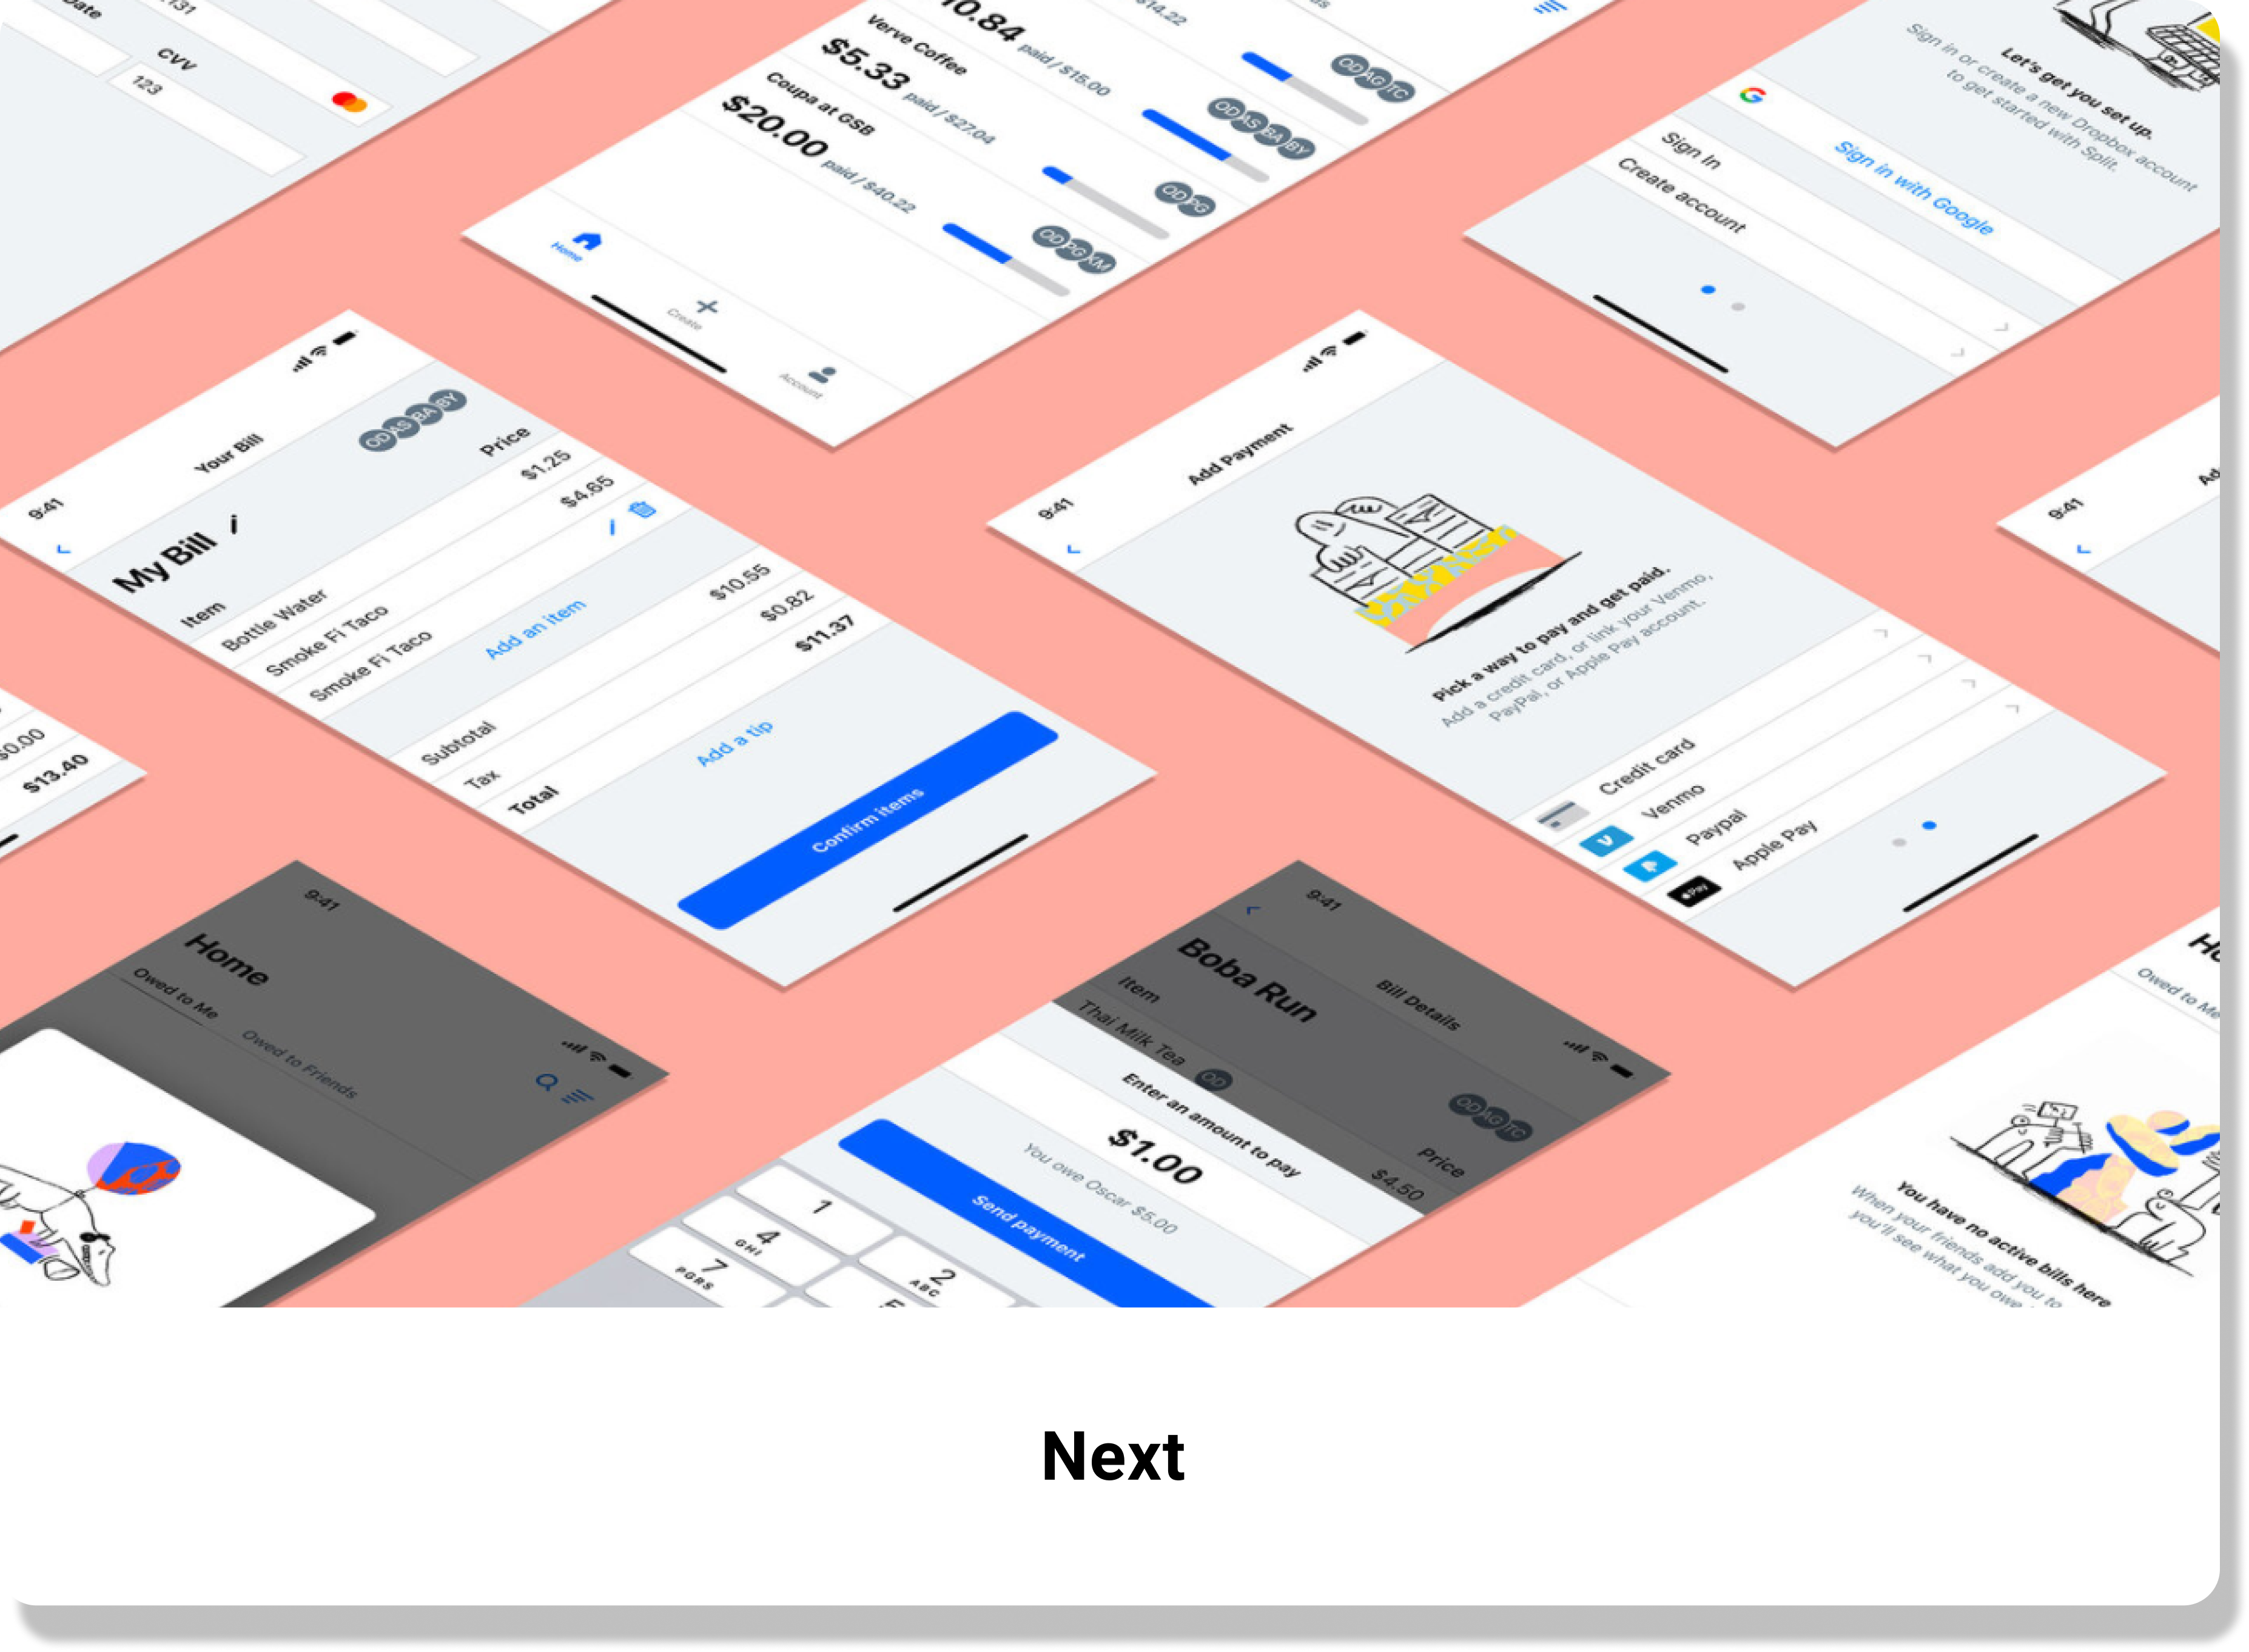 Date
1131
CVV
123
$14.22
10.84 paid / $15.00
Verve Coffee
$5.33 paid / $27.04
Coupa at GSB
$20.00 paid / $40.22
OD AG TC
OD AS BA BY
OD PG
OD PG KM
Home
Create
Account
Let's get you set up.
Sign in or create a new Dropbox account
to get started with Split.
G
Sign in with Google
Sign In
Create account
9:41
Your Bill
My Bill
OD AS BA BY
Item
Price
Bottle Water
$1.25
Smoke Fi Taco
$4.65
Smoke Fi Taco
Add an item
Subtotal
$10.55
Tax
$0.82
Total
$11.37
Add a tip
Confirm items
$0.00
$13.40
9:41
Add Payment
Pick a way to pay and get paid.
Add a credit card, or link your Venmo,
PayPal, or Apple Pay account.
Credit card
Venmo
Paypal
Pay
Apple Pay
9:41
Ad
9:41
Home
Owed to Me
Owed to Friends
9:41
Bill Details
Boba Run
OD AG TC
Item
Price
Thai Milk Tea
OD
$4.50
Enter an amount to pay
$1.00
You owe Oscar $5.00
Send payment
1
2
ABC
4
GHI
7
PQRS
Ho
Owed to Me
You have no active bills here
When your friends add you to
you'll see what you owe
Next